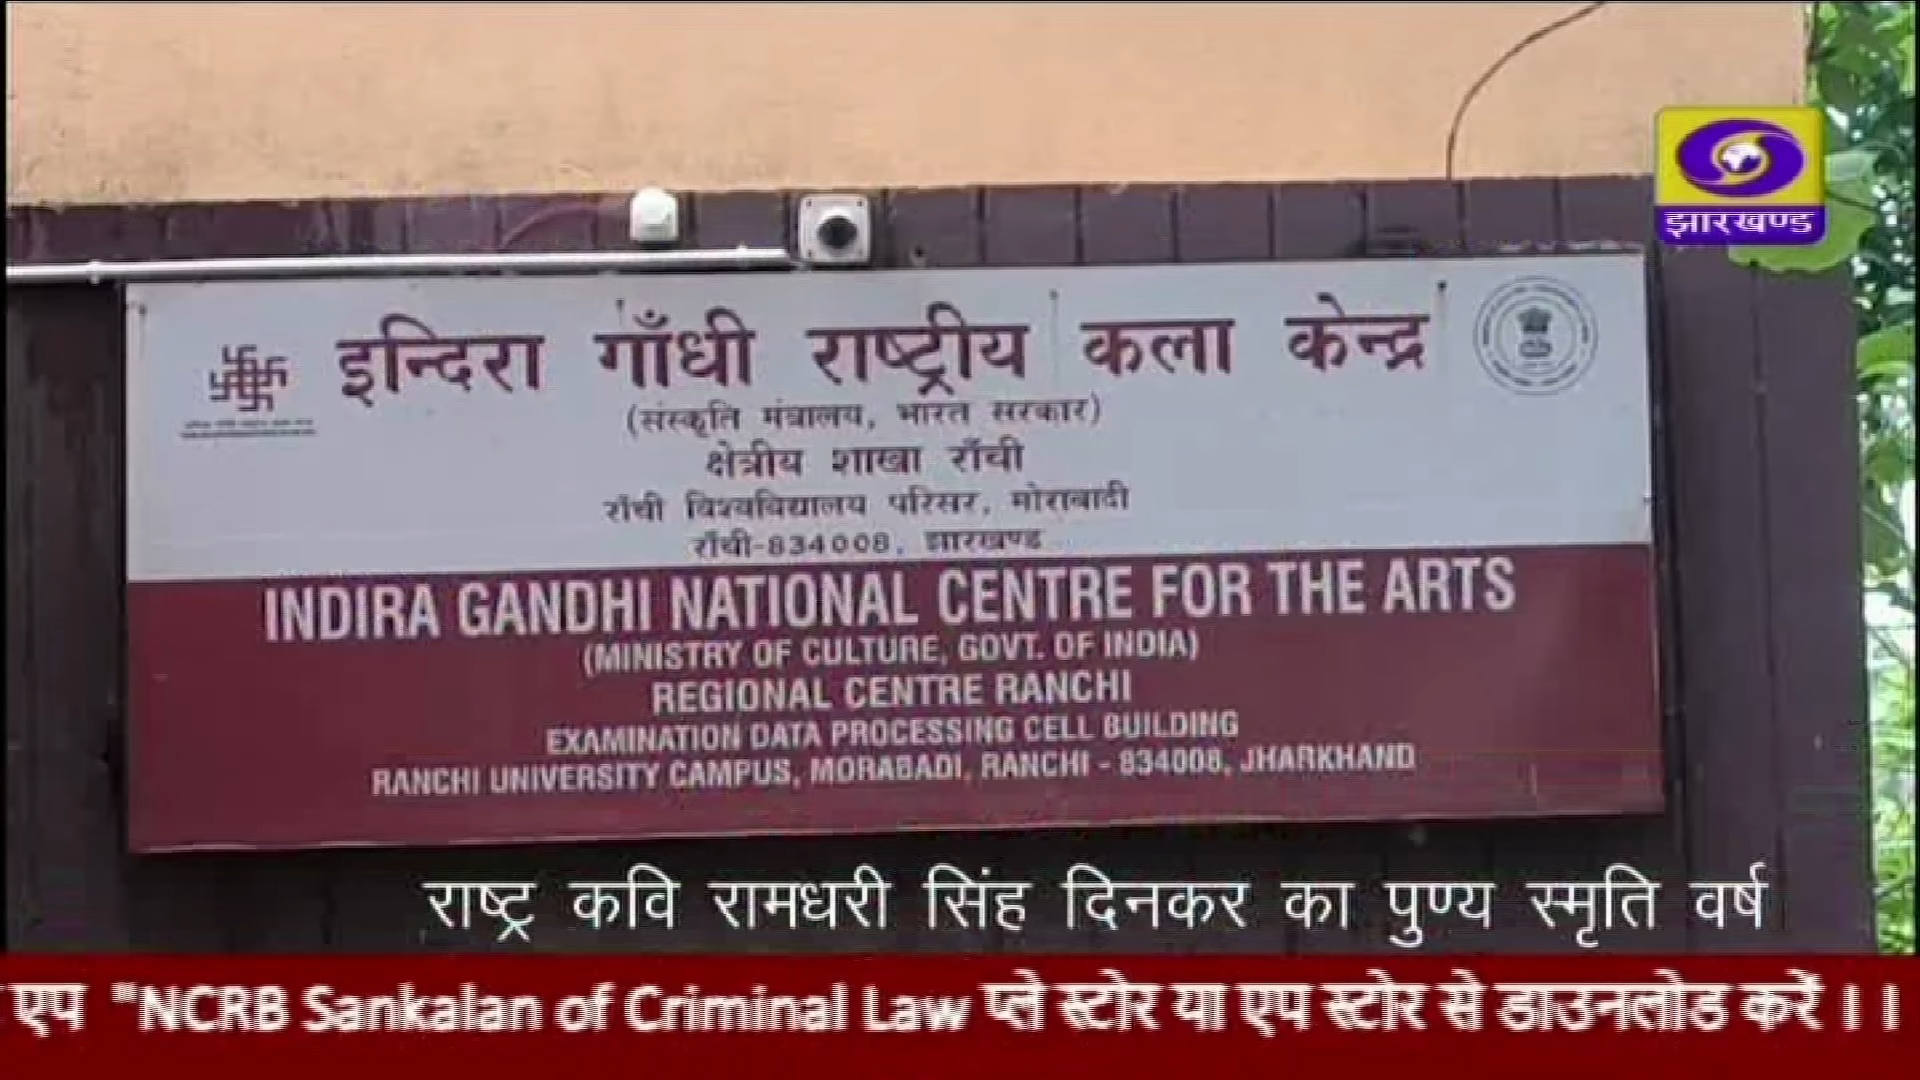 झारखण्ड
इन्दिरा गाँधी राष्ट्रीय कला केन्द्र
(संस्कृति मंत्रालय, भारत सरकार)
क्षेत्रीय शाखा राँची
राँची विश्वविद्यालय परिसर, मोराबादी
राँची-834008, झारखण्ड
INDIRA GANDHI NATIONAL CENTRE FOR THE ARTS
(MINISTRY OF CULTURE, GOVT. OF INDIA)
REGIONAL CENTRE RANCHI
EXAMINATION DATA PROCESSING CELL BUILDING
RANCHI UNIVERSITY CAMPUS, MORABADI, RANCHI - 834008, JHARKHAND
राष्ट्र कवि रामधरी सिंह दिनकर का पुण्य स्मृति वर्ष
एप "NCRB Sankalan of Criminal Law प्ले स्टोर या एप स्टोर से डाउनलोड करें ।।